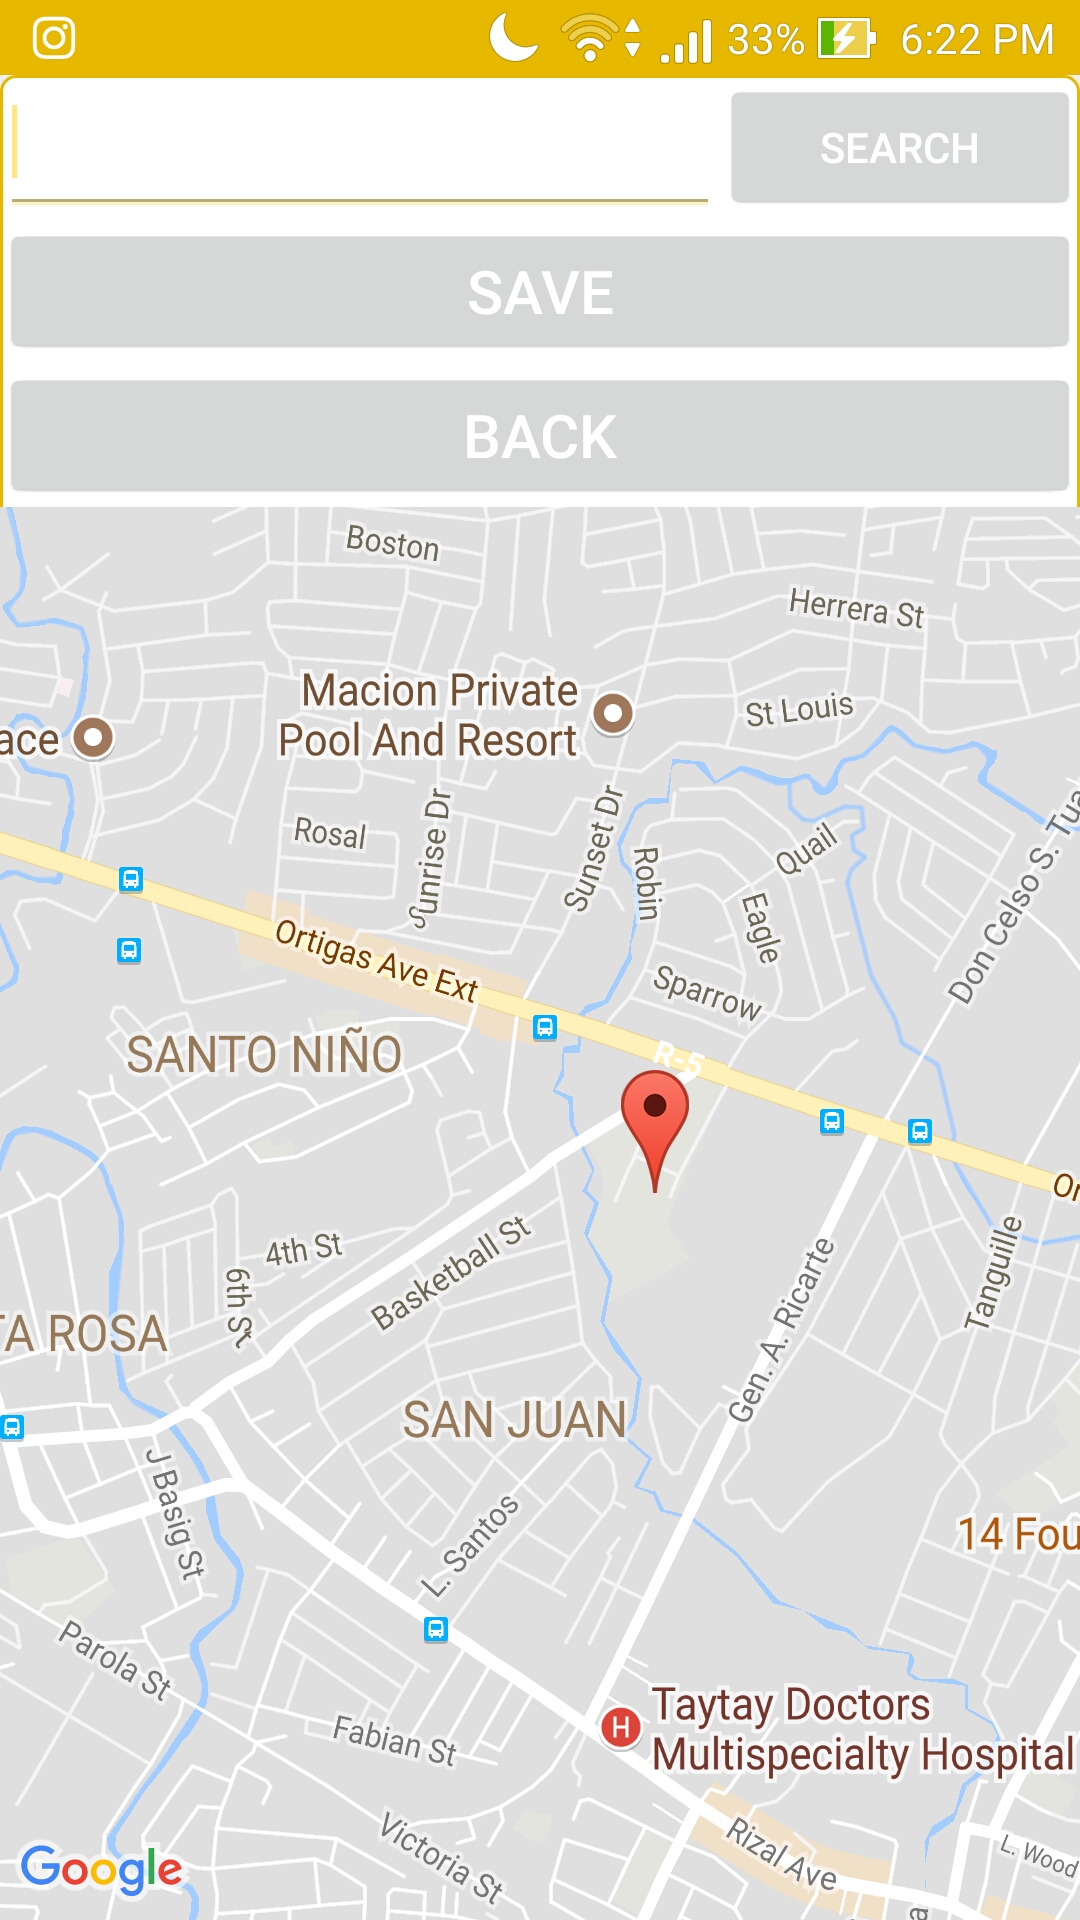 33% 6:22 PM
SEARCH
SAVE
BACK
Boston
Herrera St
Macion Private
Pool And Resort
St Louis
ace
Rosal
Sunrise Dr
Sunset Dr
Robin
Quail
Eagle
Don Celso S. Tua
Ortigas Ave Ext
Sparrow
SANTO NIÑO
R-5
Or
4th St
6th St
Basketball St
Gen. A. Ricarte
Tanguille
TA ROSA
SAN JUAN
J Basig St
L. Santos
14 Fou
Parola St
Fabian St
H
Taytay Doctors
Multispecialty Hospital
Victoria St
Rizal Ave
L. Wood
a
Google